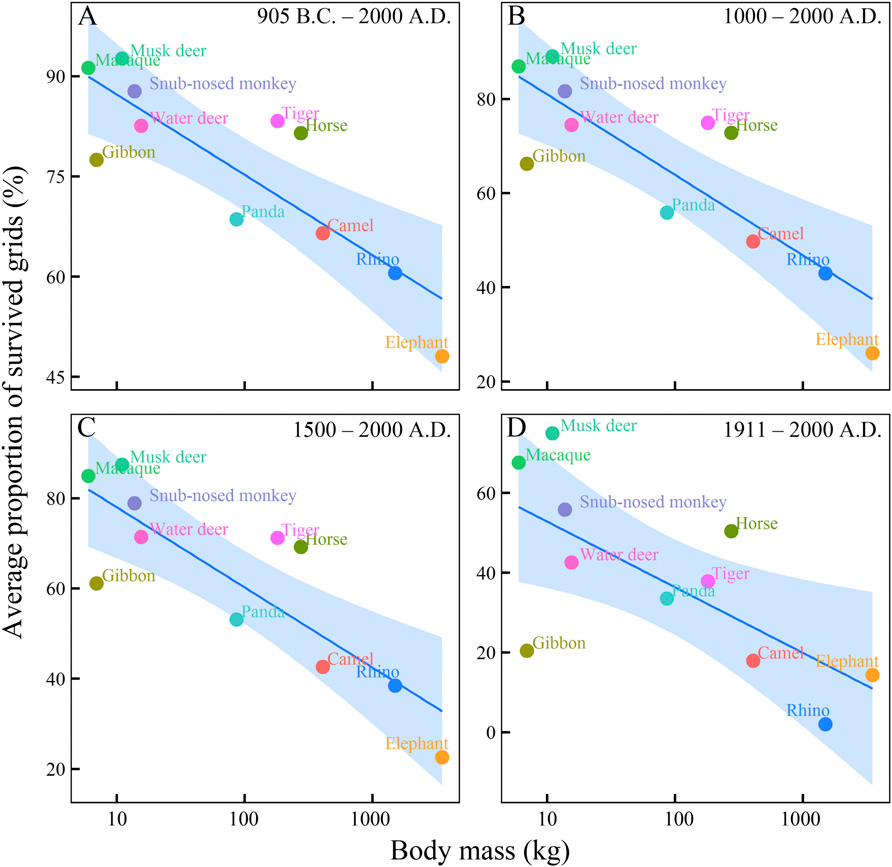 Average proportion of survived grids (%)
A
905 B.C. – 2000 A.D.
Musk deer
Macaque
Snub-nosed monkey
Water deer
Tiger
Horse
Gibbon
Panda
Camel
Rhino
Elephant
90
75
60
45
B
1000 – 2000 A.D.
Musk deer
Macaque
Snub-nosed monkey
Water deer
Tiger
Horse
Gibbon
Panda
Camel
Rhino
Elephant
80
60
40
20
C
1500 – 2000 A.D.
Musk deer
Macaque
Snub-nosed monkey
Water deer
Tiger
Horse
Gibbon
Panda
Camel
Rhino
Elephant
80
60
40
20
10
100
1000
D
1911 – 2000 A.D.
Musk deer
Macaque
Snub-nosed monkey
Horse
Water deer
Tiger
Panda
Gibbon
Camel
Elephant
Rhino
60
40
20
0
10
100
1000
Body mass (kg)